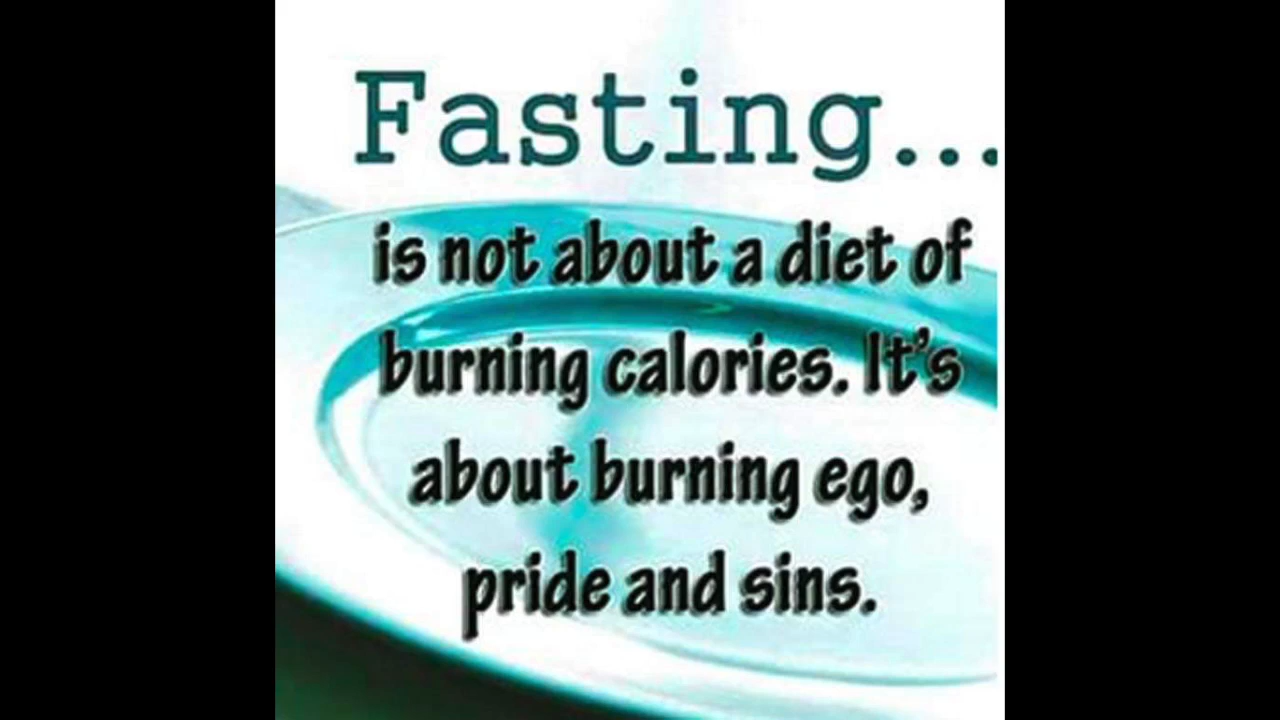 Fasting...
is not about a diet of
burning calories. It's
about burning ego,
pride and sins.